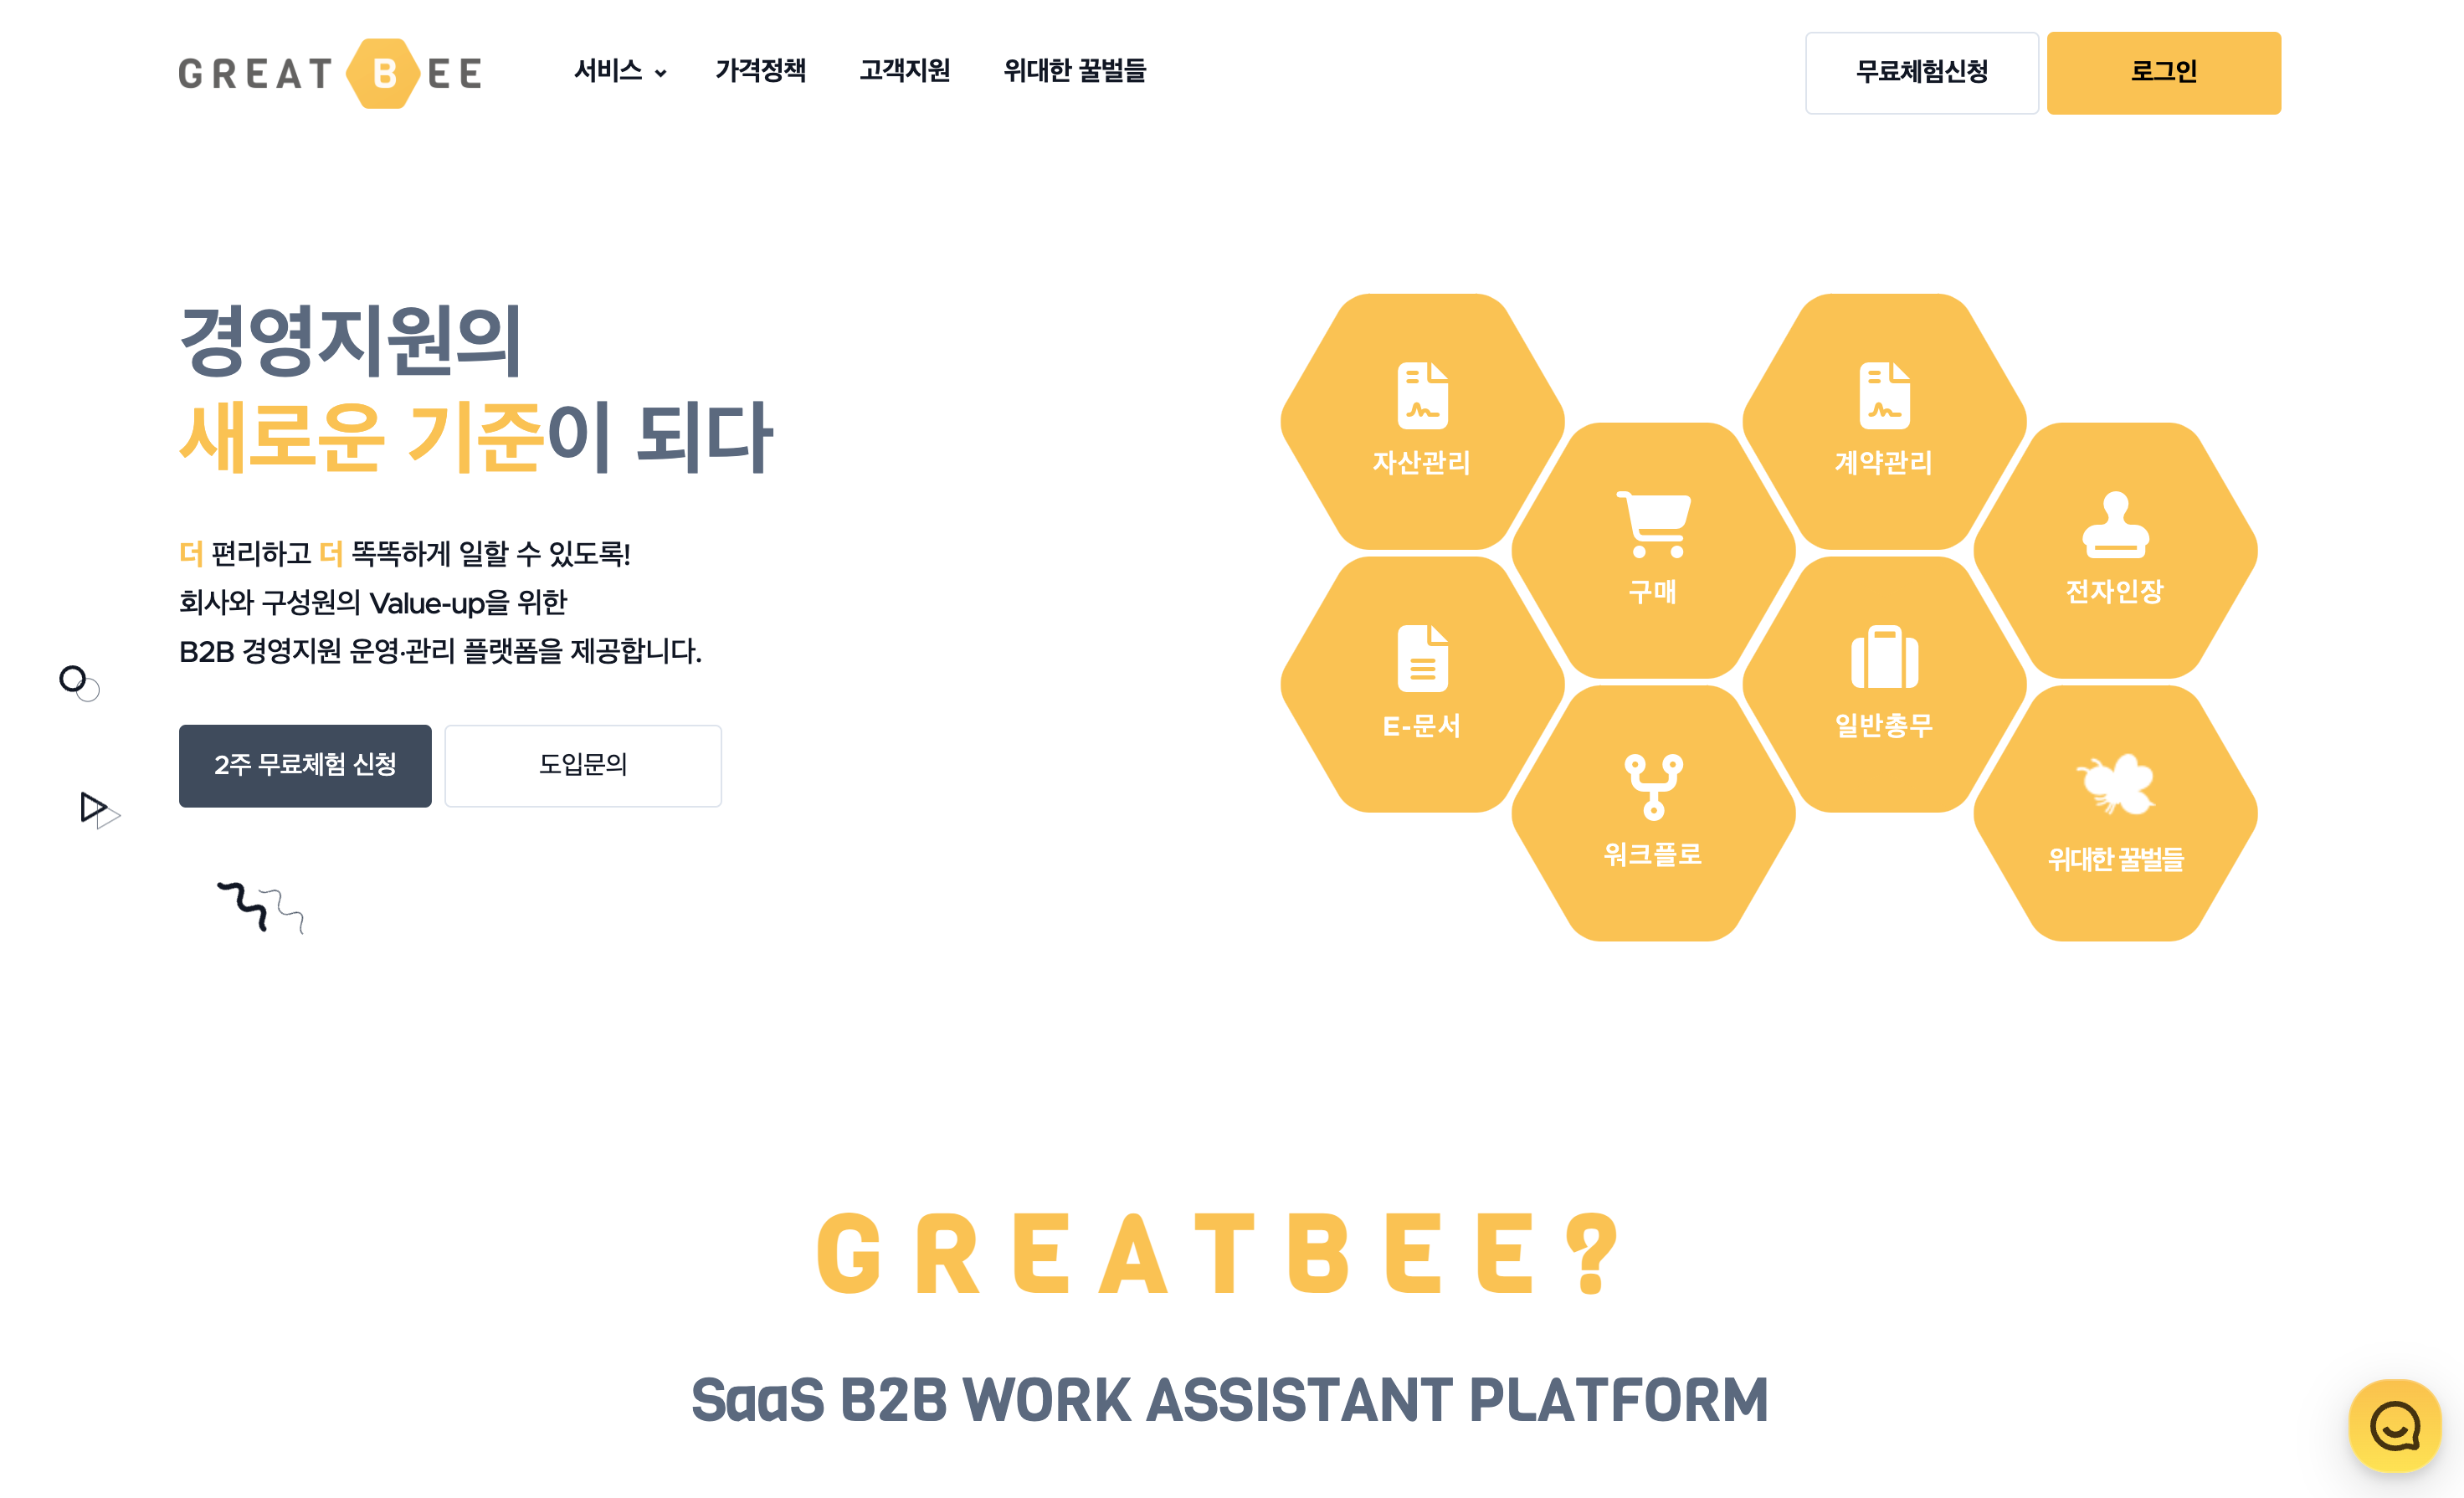 GREAT BEE
서비스
가격정책
고객지원
위대한 꿀벌들
무료체험신청
로그인
경영지원의
새로운 기준이 되다
더 편리하고 더 똑똑하게 일할 수 있도록!
회사와 구성원의 Value-up을 위한
B2B 경영지원 운영·관리 플랫폼을 제공합니다.
2주 무료체험 신청
도입문의
자산관리
계약관리
구매
전자인장
E-문서
일반총무
워크플로
위대한 꿀벌들
GREATBEE?
SaaS B2B WORK ASSISTANT PLATFORM